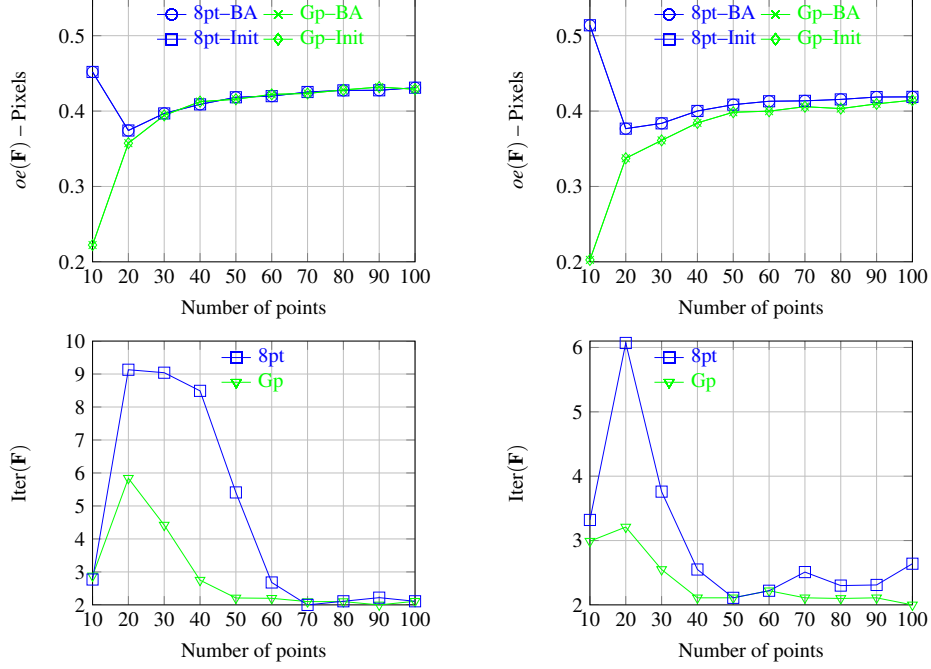 8pt–BA Gp–BA
8pt–Init Gp–Init
0.5
0.4
0.3
0.2
oe(F) – Pixels
10 20 30 40 50 60 70 80 90 100
Number of points
8pt–BA Gp–BA
8pt–Init Gp–Init
0.5
0.4
0.3
0.2
oe(F) – Pixels
10 20 30 40 50 60 70 80 90 100
Number of points
8pt
Gp
10
9
8
7
6
5
4
3
2
Iter(F)
10 20 30 40 50 60 70 80 90 100
Number of points
8pt
Gp
6
5
4
3
2
Iter(F)
10 20 30 40 50 60 70 80 90 100
Number of points